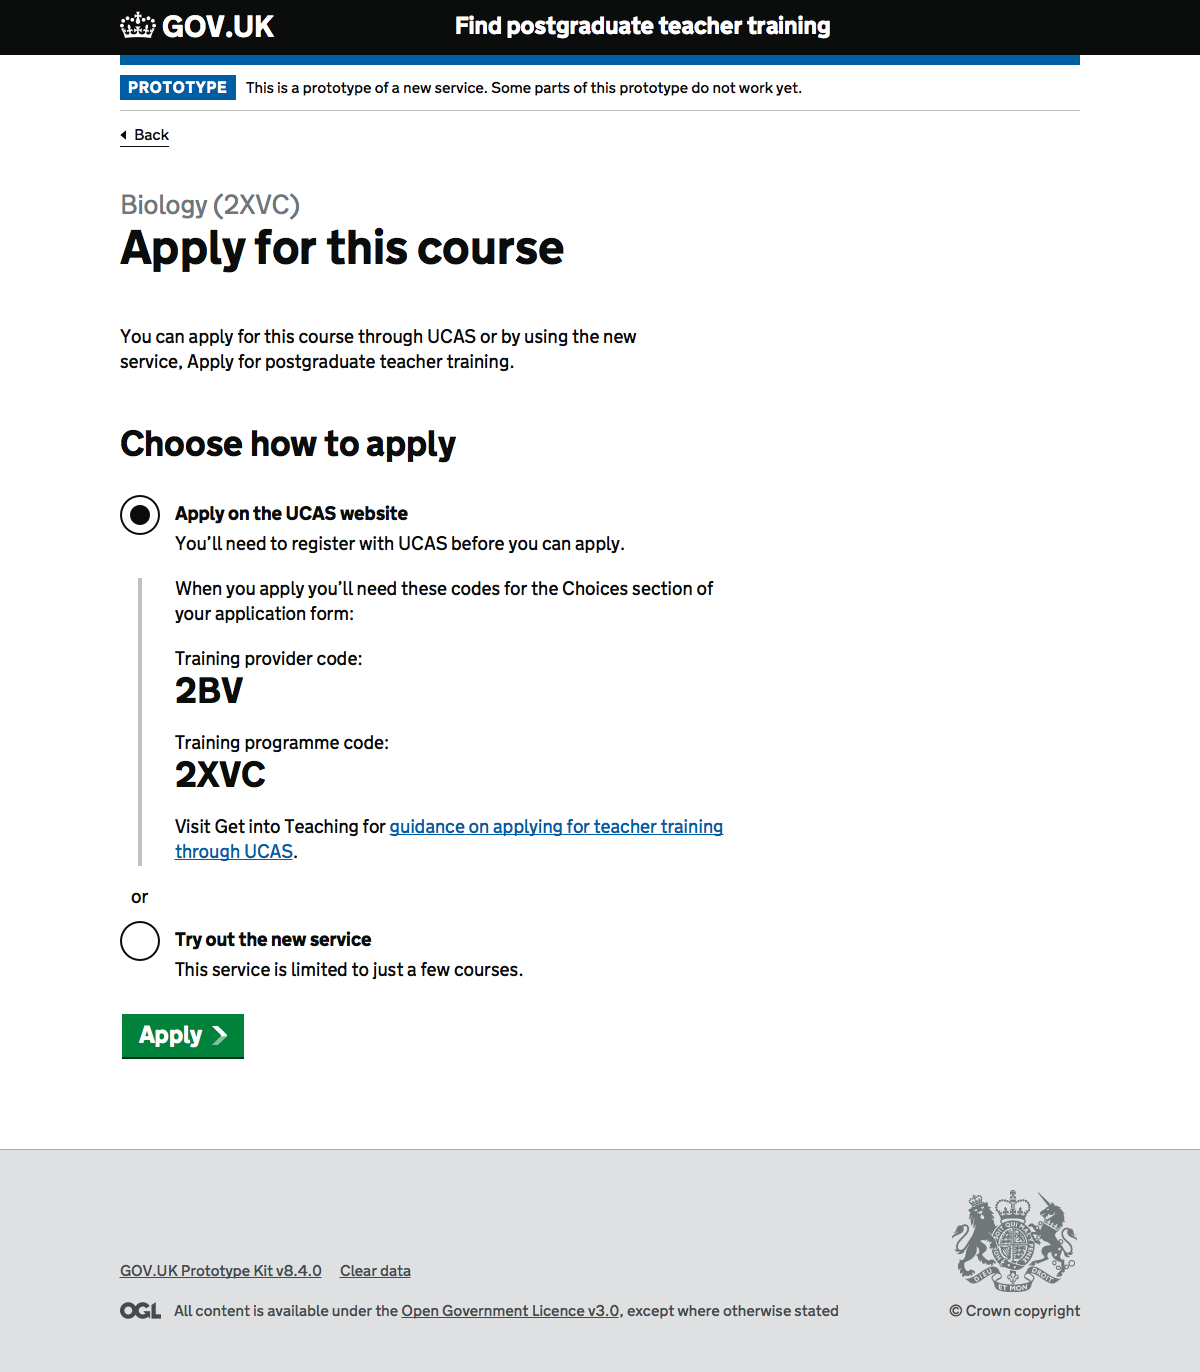 GOV.UK
Find postgraduate teacher training
PROTOTYPE This is a prototype of a new service. Some parts of this prototype do not work yet.
Back
Biology (2XVC)
Apply for this course
You can apply for this course through UCAS or by using the new
service, Apply for postgraduate teacher training.
Choose how to apply
Apply on the UCAS website
You’ll need to register with UCAS before you can apply.
When you apply you’ll need these codes for the Choices section of
your application form:
Training provider code:
2BV
Training programme code:
2XVC
Visit Get into Teaching for guidance on applying for teacher training
through UCAS.
or
Try out the new service
This service is limited to just a few courses.
Apply
GOV.UK Prototype Kit v8.4.0 Clear data
OGL All content is available under the Open Government Licence v3.0, except where otherwise stated
DIEU ET MON DROIT
© Crown copyright